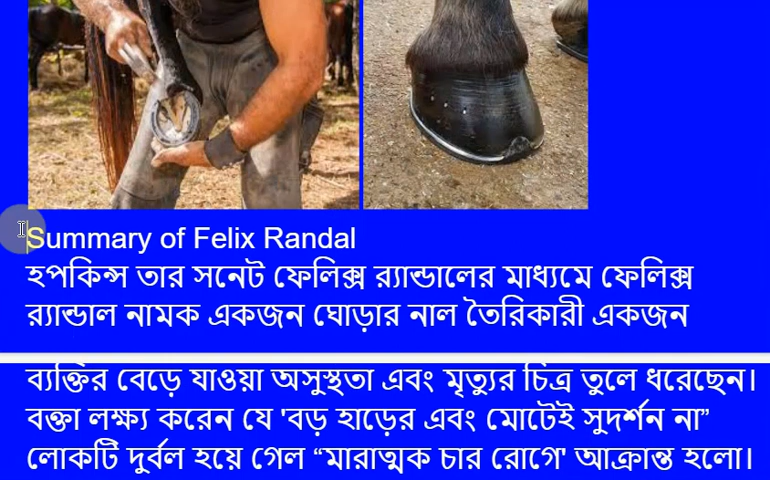 Summary of Felix Randal
হপকিন্স তার সনেট ফেলিক্স র‍্যান্ডালের মাধ্যমে ফেলিক্স
র‍্যান্ডাল নামক একজন ঘোড়ার নাল তৈরিকারী একজন
ব্যক্তির বেড়ে যাওয়া অসুস্থতা এবং মৃত্যুর চিত্র তুলে ধরেছেন।
বক্তা লক্ষ্য করেন যে 'বড় হাড়ের এবং মোটেই সুদর্শন না”
লোকটি দুর্বল হয়ে গেল “মারাত্মক চার রোগে' আক্রান্ত হলো।